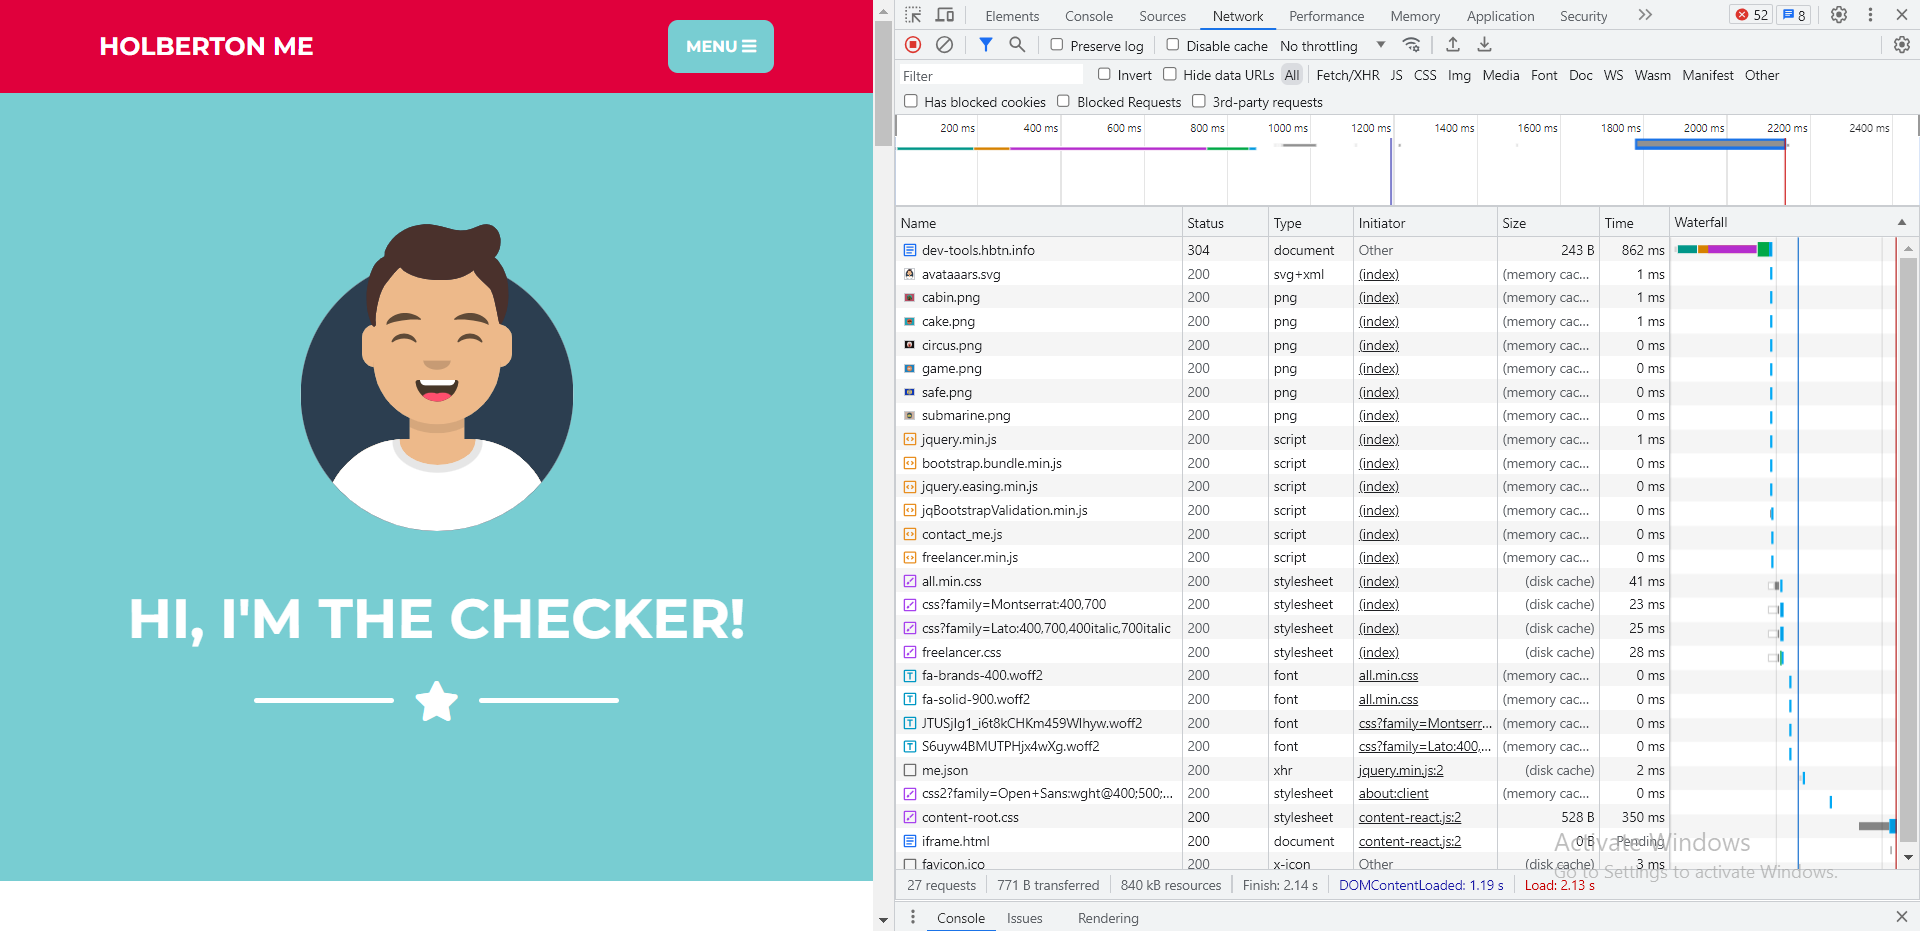 HOLBERTON ME
MENU
HI, I'M THE CHECKER!
Elements Console Sources Network Performance Memory Application Security 52 8
Preserve log Disable cache No throttling
Filter Invert Hide data URLs All Fetch/XHR JS CSS Img Media Font Doc WS Wasm Manifest Other
Has blocked cookies Blocked Requests 3rd-party requests
200 ms 400 ms 600 ms 800 ms 1000 ms 1200 ms 1400 ms 1600 ms 1800 ms 2000 ms 2200 ms 2400 ms
Name Status Type Initiator Size Time Waterfall
dev-tools.hbtn.info 304 document Other 243 B 862 ms
avataaars.svg 200 svg+xml (index) (memory cac... 1 ms
cabin.png 200 png (index) (memory cac... 1 ms
cake.png 200 png (index) (memory cac... 1 ms
circus.png 200 png (index) (memory cac... 0 ms
game.png 200 png (index) (memory cac... 0 ms
safe.png 200 png (index) (memory cac... 0 ms
submarine.png 200 png (index) (memory cac... 0 ms
jquery.min.js 200 script (index) (memory cac... 1 ms
bootstrap.bundle.min.js 200 script (index) (memory cac... 0 ms
jquery.easing.min.js 200 script (index) (memory cac... 0 ms
jqBootstrapValidation.min.js 200 script (index) (memory cac... 0 ms
contact_me.js 200 script (index) (memory cac... 0 ms
freelancer.min.js 200 script (index) (memory cac... 0 ms
all.min.css 200 stylesheet (index) (disk cache) 41 ms
css?family=Montserrat:400,700 200 stylesheet (index) (disk cache) 23 ms
css?family=Lato:400,700,400italic,700italic 200 stylesheet (index) (disk cache) 25 ms
freelancer.css 200 stylesheet (index) (disk cache) 28 ms
fa-brands-400.woff2 200 font all.min.css (memory cac... 0 ms
fa-solid-900.woff2 200 font all.min.css (memory cac... 0 ms
JTUSjIg1_i6t8kCHKm459Wlhyw.woff2 200 font css?family=Montserr... (memory cac... 0 ms
S6uyw4BMUTPHjx4wXg.woff2 200 font css?family=Lato:400,... (memory cac... 0 ms
me.json 200 xhr jquery.min.js:2 (disk cache) 2 ms
css2?family=Open+Sans:wght@400;500;... 200 stylesheet about:client (memory cac... 0 ms
content-root.css 200 stylesheet content-react.js:2 528 B 350 ms
iframe.html 200 document content-react.js:2 0 B Pending
favicon.ico 200 x-icon Other (disk cache) 3 ms
Activate Windows
Go to Settings to activate Windows.
27 requests 771 B transferred 840 kB resources Finish: 2.14 s DOMContentLoaded: 1.19 s Load: 2.13 s
Console Issues Rendering